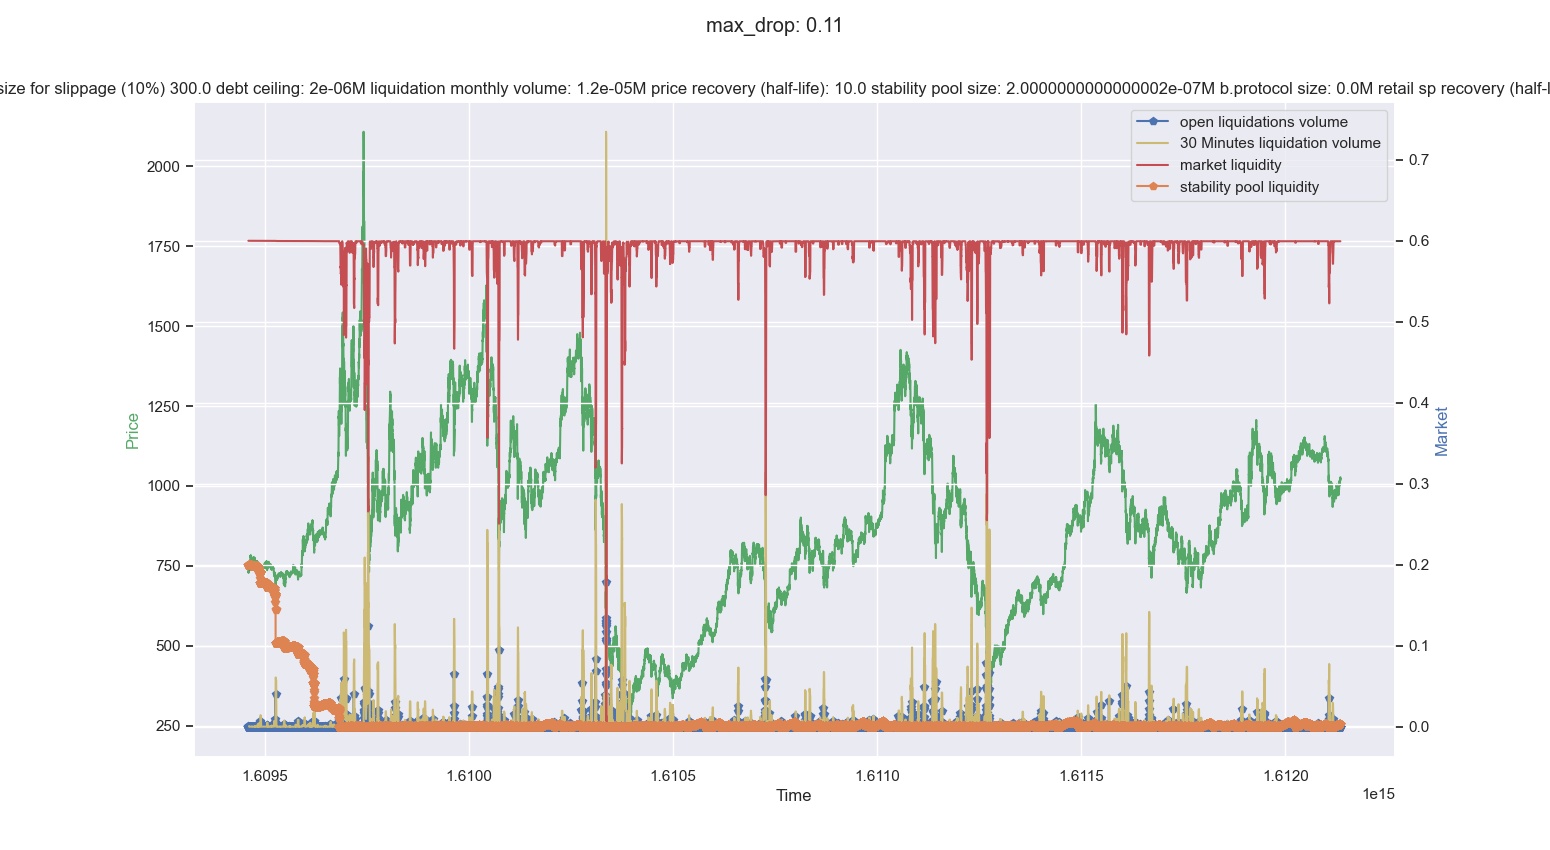 max_drop: 0.11
size for slippage (10%) 300.0 debt ceiling: 2e-06M liquidation monthly volume: 1.2e-05M price recovery (half-life): 10.0 stability pool size: 2.0000000000000002e-07M b.protocol size: 0.0M retail sp recovery (half-l
open liquidations volume
30 Minutes liquidation volume
market liquidity
stability pool liquidity
2000
1750
1500
1250
1000
750
500
250
Price
0.7
0.6
0.5
0.4
0.3
0.2
0.1
0.0
Market
1.6095
1.6100
1.6105
1.6110
1.6115
1.6120
Time
1e15